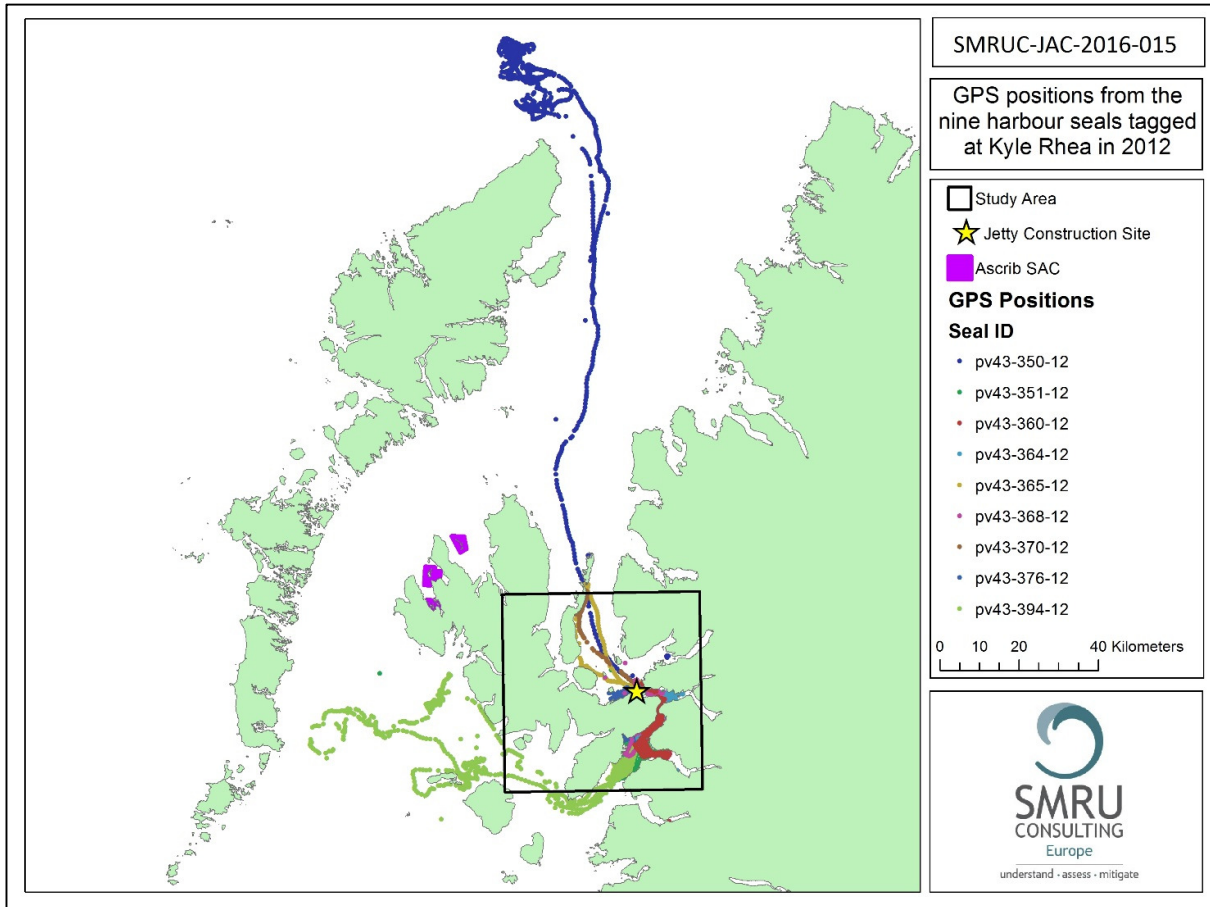 SMRUC-JAC-2016-015
GPS positions from the
nine harbour seals tagged
at Kyle Rhea in 2012
Study Area
Jetty Construction Site
Ascrib SAC
GPS Positions
Seal ID
pv43-350-12
pv43-351-12
pv43-360-12
pv43-364-12
pv43-365-12
pv43-368-12
pv43-370-12
pv43-376-12
pv43-394-12
0 10 20 40 Kilometers
SMRU
CONSULTING
Europe
understand · assess · mitigate